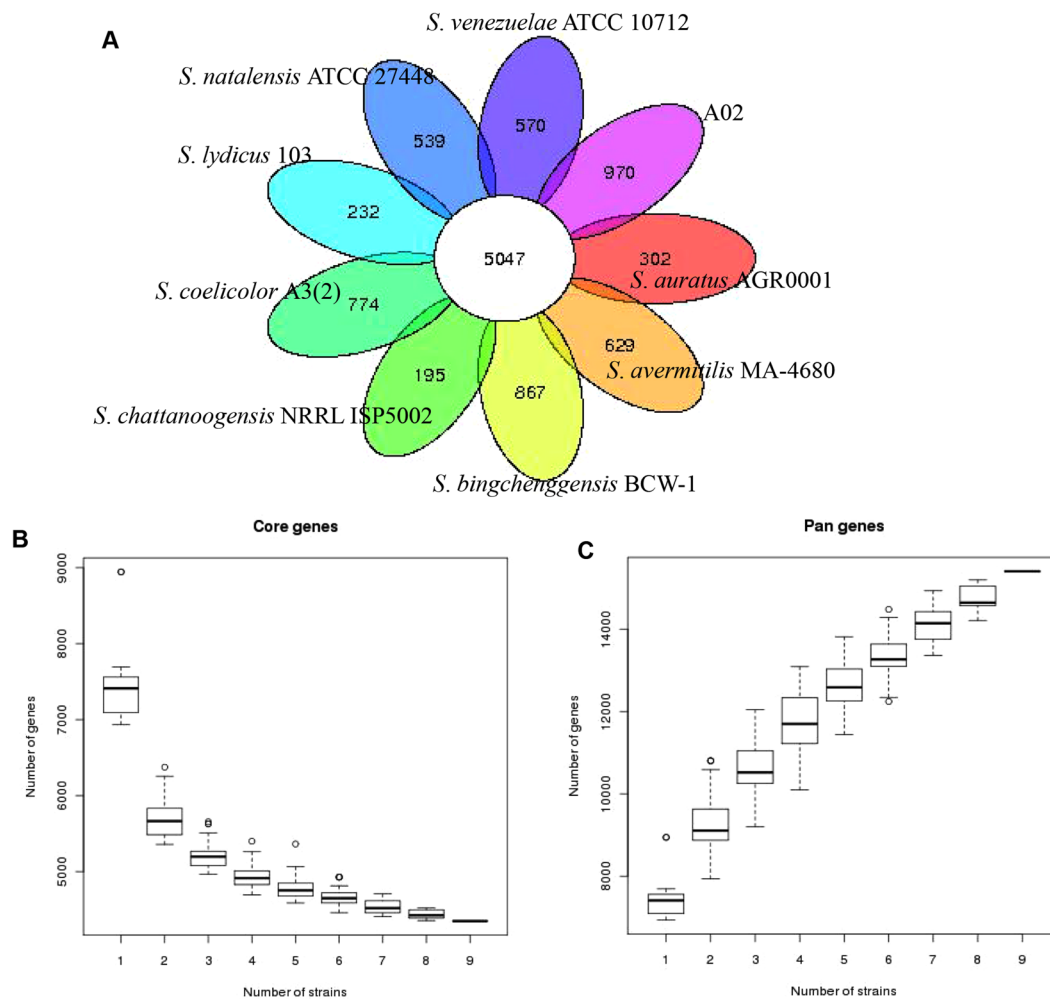 A
S. venezuelae ATCC 10712
S. natalensis ATCC 27448
A02
S. lydicus 103
S. coelicolor A3(2)
S. auratus AGR0001
S. avermitilis MA-4680
S. chattanoogensis NRRL ISP5002
S. bingchenggensis BCW-1
570
539
970
232
5047
302
774
629
195
867
B
Core genes
Number of genes
9000
8000
7000
6000
5000
1 2 3 4 5 6 7 8 9
Number of strains
C
Pan genes
Number of genes
14000
12000
10000
8000
1 2 3 4 5 6 7 8 9
Number of strains